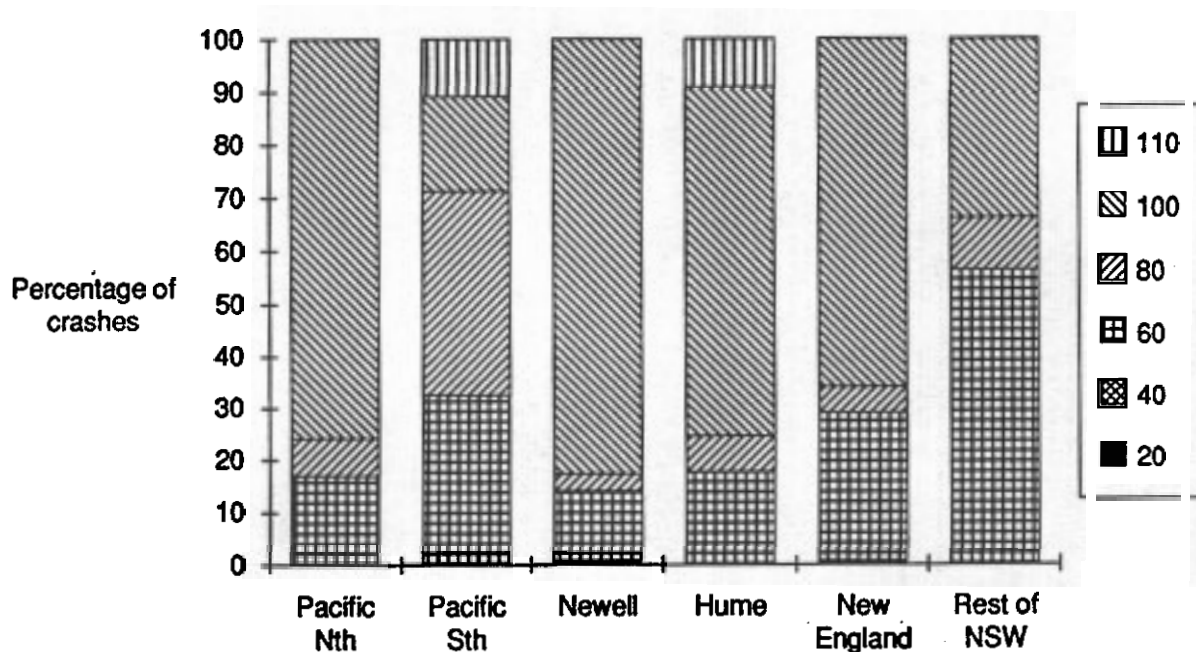 100
90
80
70
60
50
40
30
20
10
0
Percentage of
crashes
Pacific
Nth
Pacific
Sth
Newell
Hume
New
England
Rest of
NSW
110
100
80
60
40
20